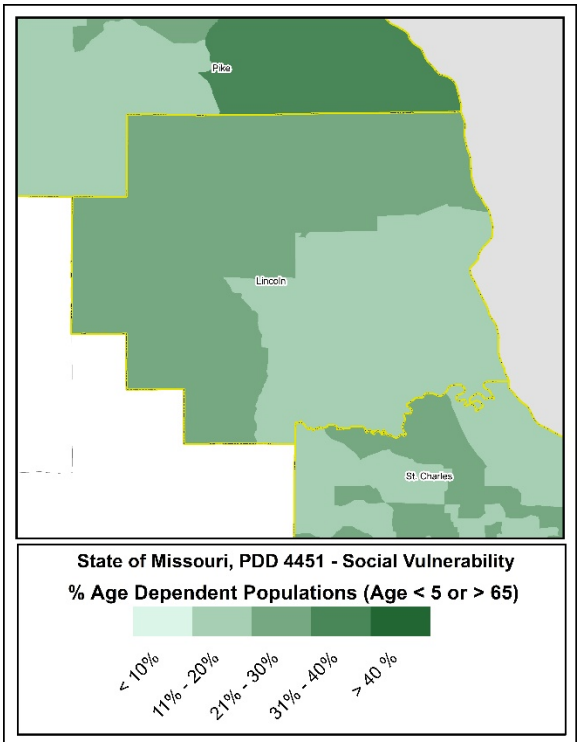 Pike
Lincoln
St. Charles
State of Missouri, PDD 4451 - Social Vulnerability
% Age Dependent Populations (Age < 5 or > 65)
< 10%
11% - 20%
21% - 30%
31% - 40%
> 40 %